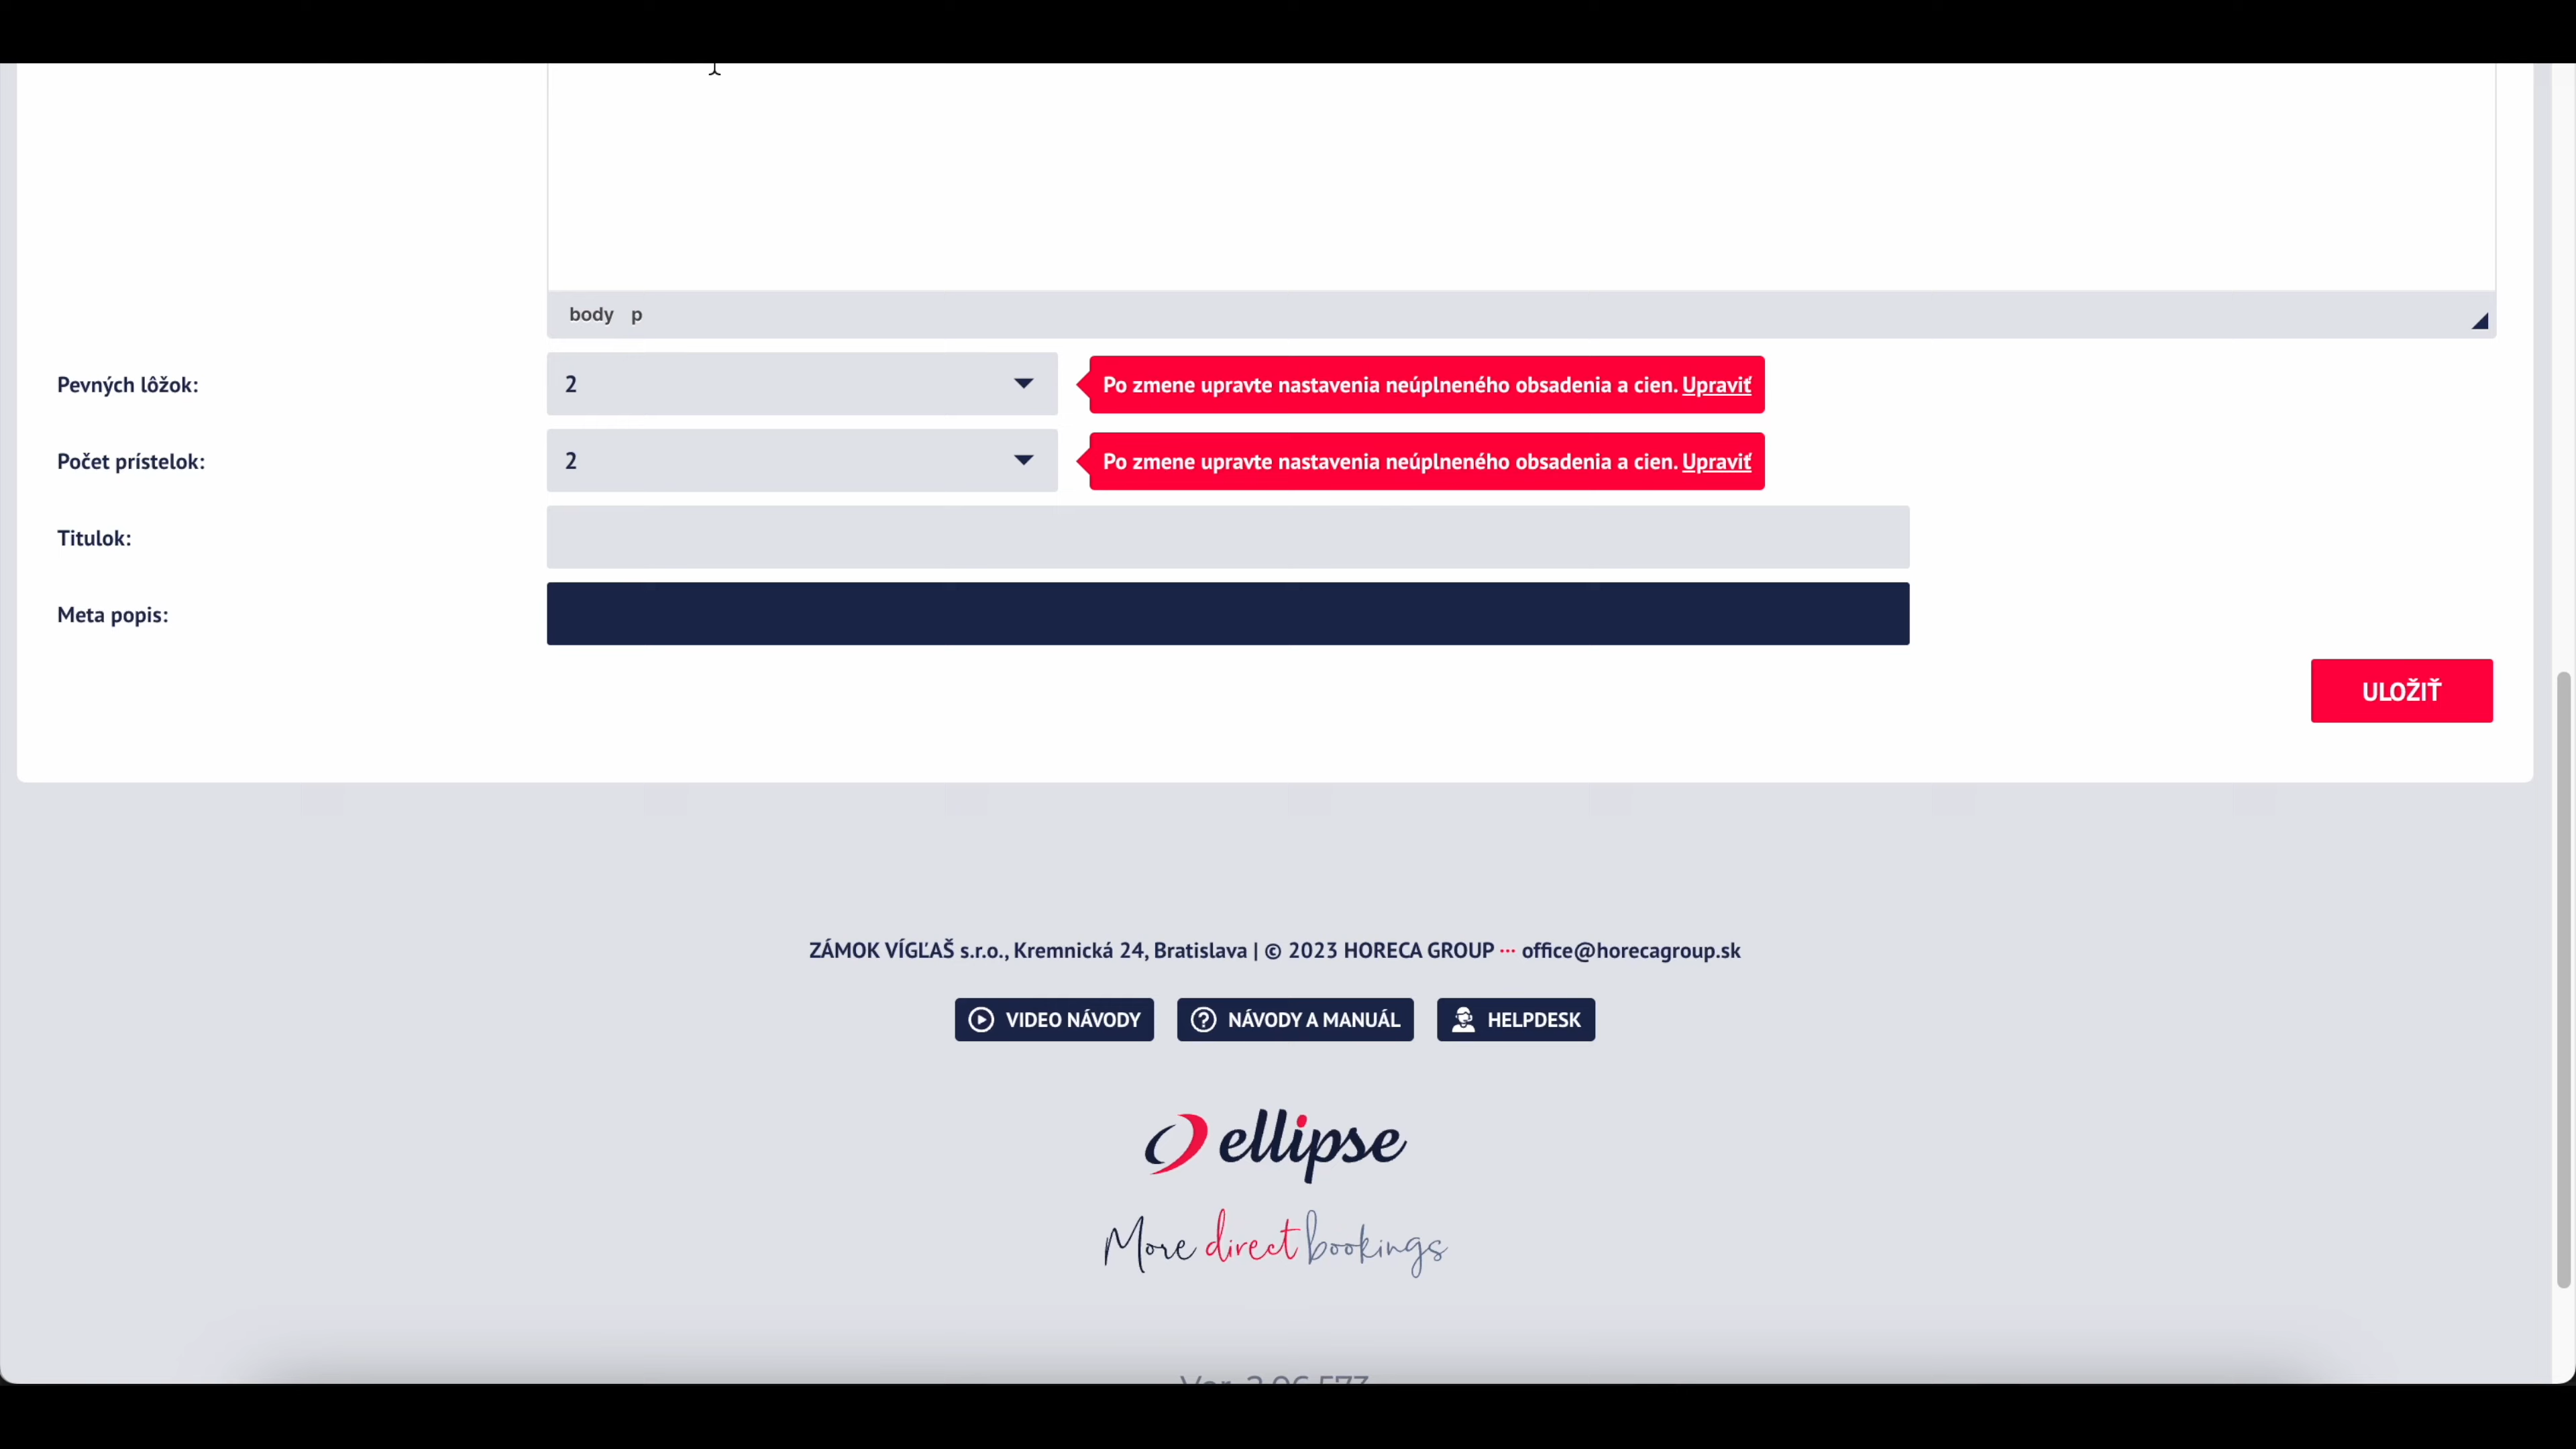 body p
Pevných lôžok:
2
Po zmene upravte nastavenia neúplneného obsadenia a cien. Upraviť
Počet prístelok:
2
Po zmene upravte nastavenia neúplneného obsadenia a cien. Upraviť
Titulok:
Meta popis:
ULOŽIŤ
ZÁMOK VÍGĽAŠ s.r.o., Kremnická 24, Bratislava | © 2023 HORECA GROUP ··· office@horecagroup.sk
VIDEO NÁVODY
NÁVODY A MANUÁL
HELPDESK
ellipse
More direct bookings